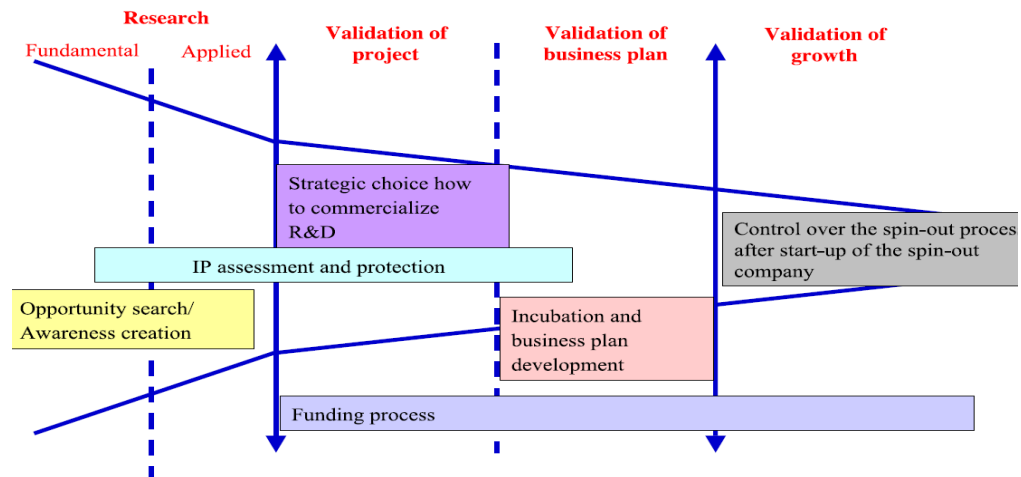 Research
Fundamental
Applied
Validation of
project
Validation of
business plan
Validation of
growth
Strategic choice how
to commercialize
R&D
Control over the spin-out proces
after start-up of the spin-out
company
IP assessment and protection
Opportunity search/
Awareness creation
Incubation and
business plan
development
Funding process